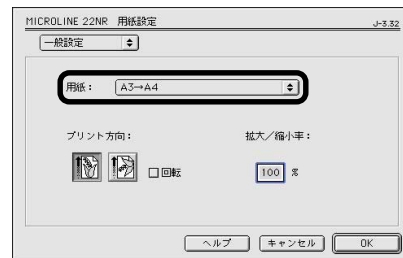 MICROLINE 22NR 用紙設定 J-3.32
一般設定
用紙： A3→A4
プリント方向： 拡大／縮小率：
回転 100 %
ヘルプ キャンセル OK